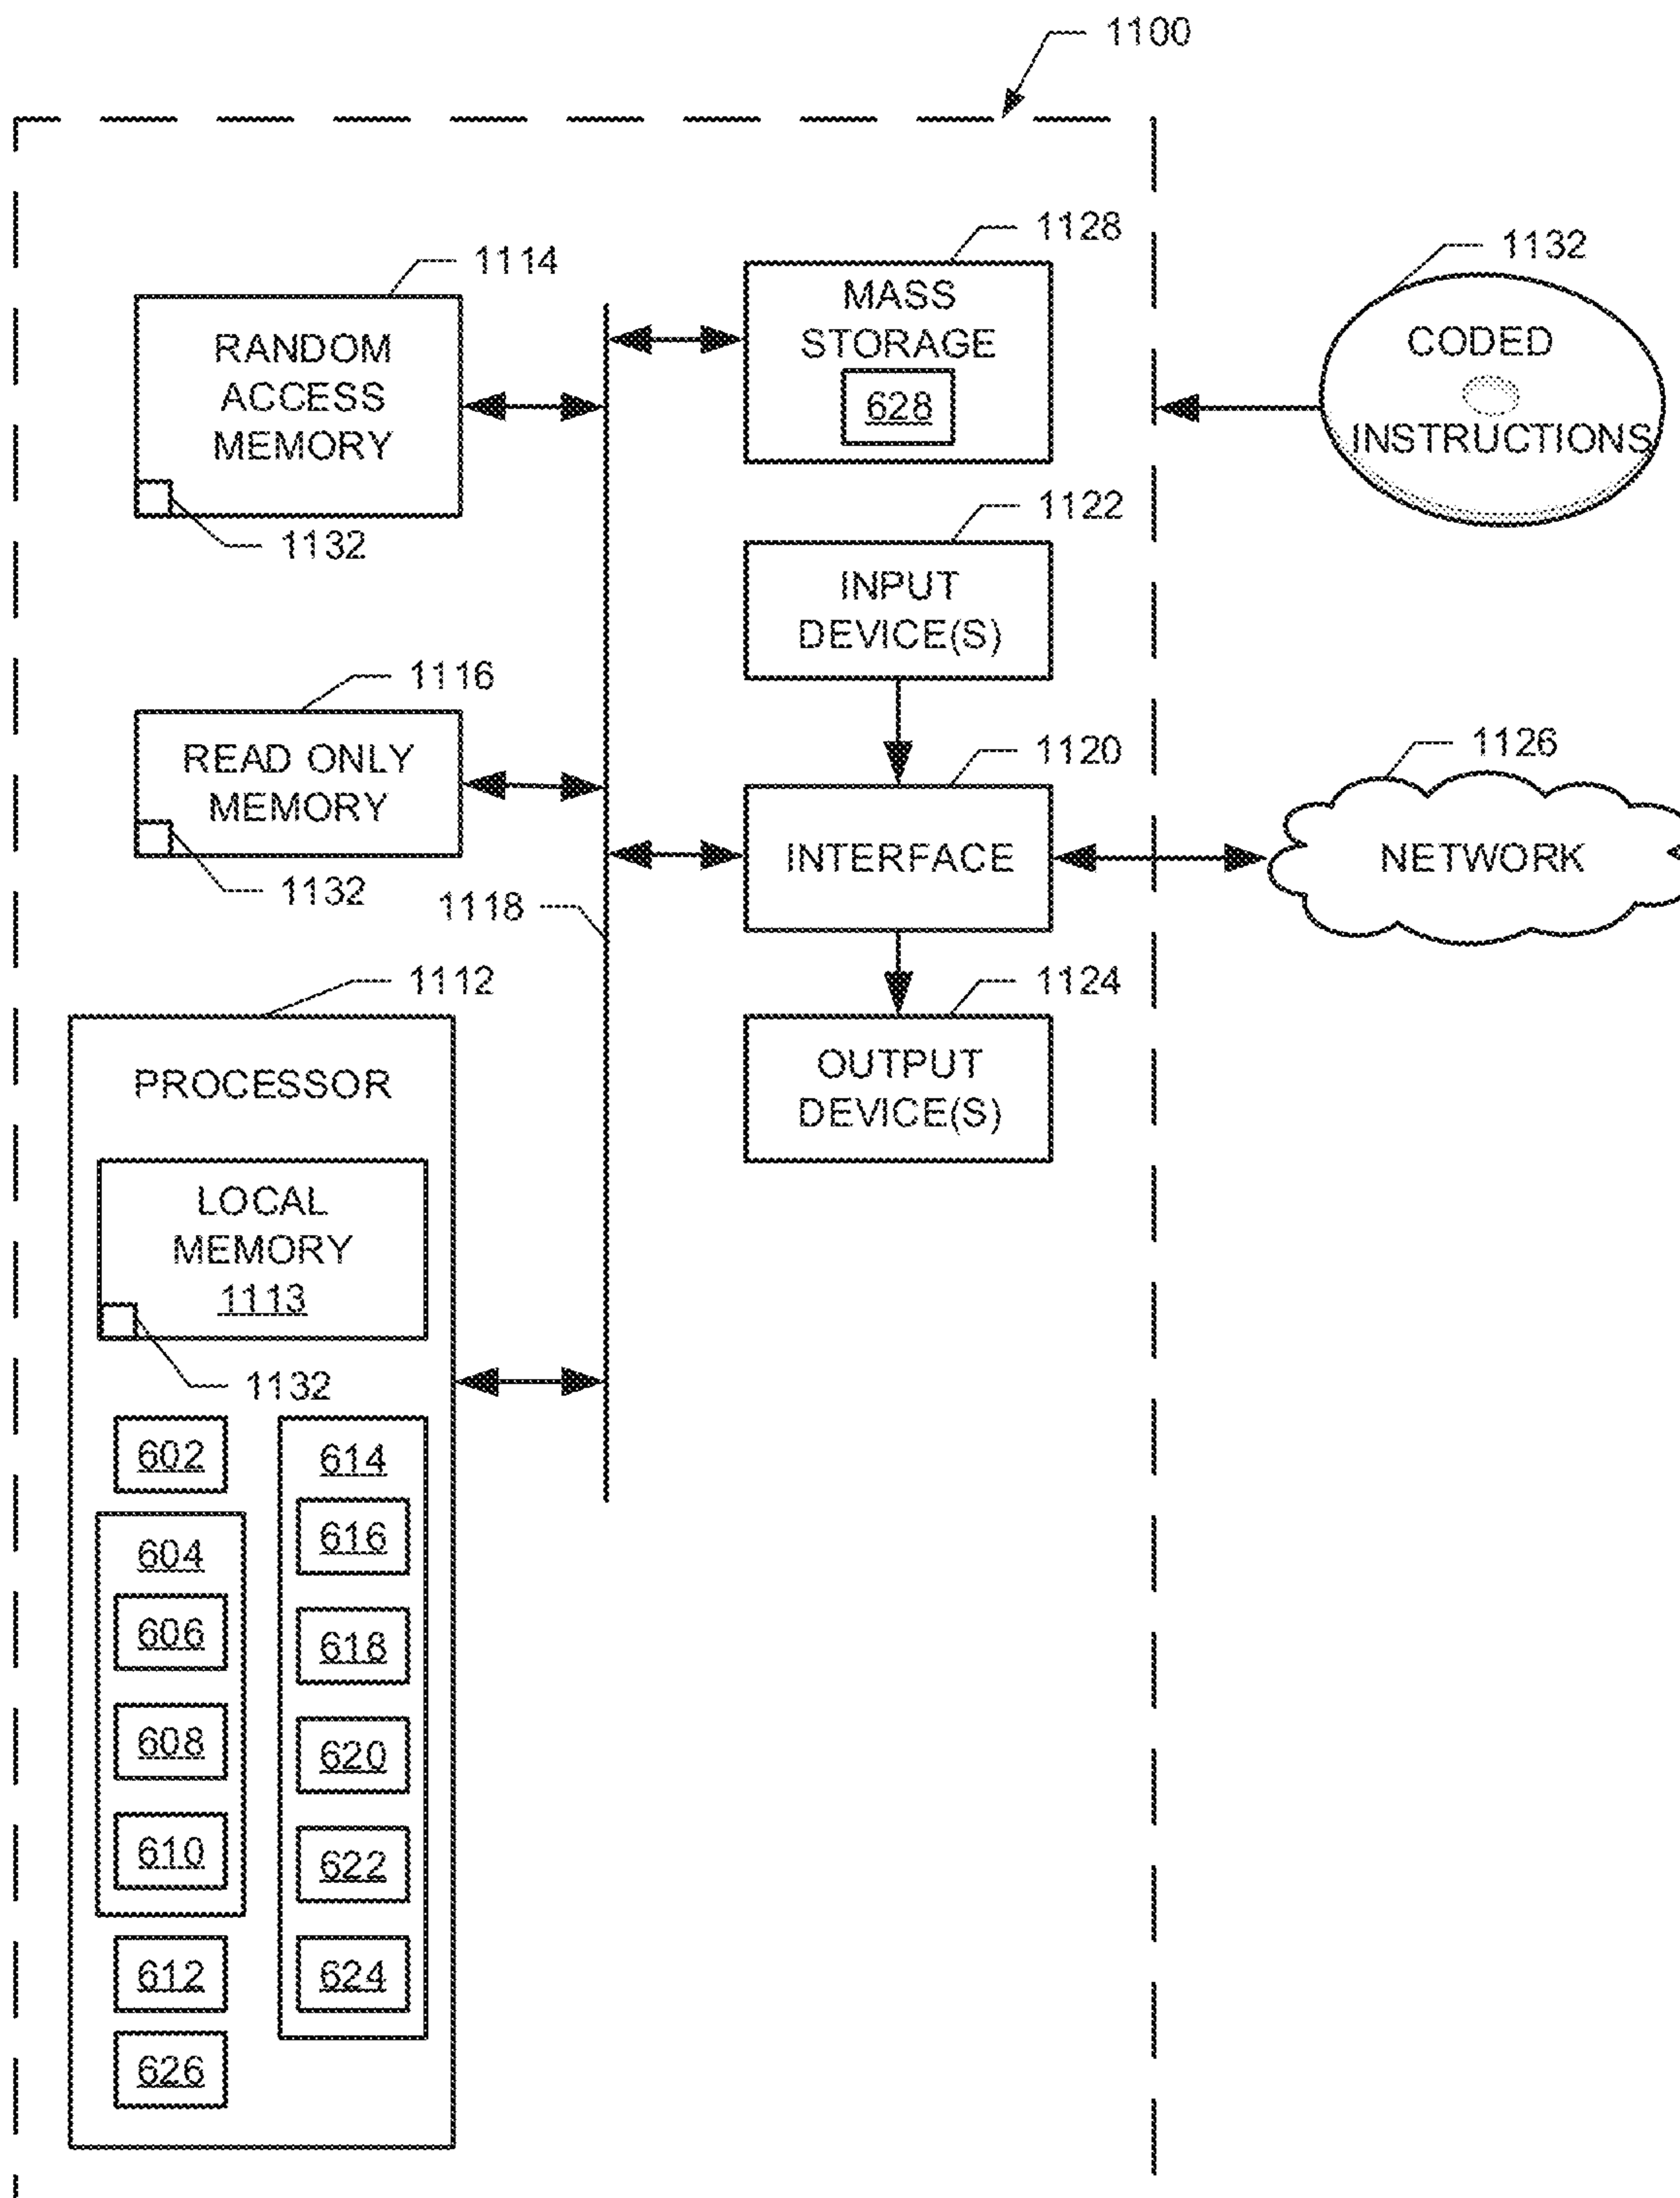 1100
1128
MASS
STORAGE
628
1114
RANDOM
ACCESS
MEMORY
1132
1132
CODED
INSTRUCTIONS
1122
INPUT
DEVICE(S)
1116
READ ONLY
MEMORY
1132
1120
INTERFACE
1126
NETWORK
1118
1112
PROCESSOR
1124
OUTPUT
DEVICE(S)
LOCAL
MEMORY
1113
1132
602
604
606
608
610
612
626
614
616
618
620
622
624